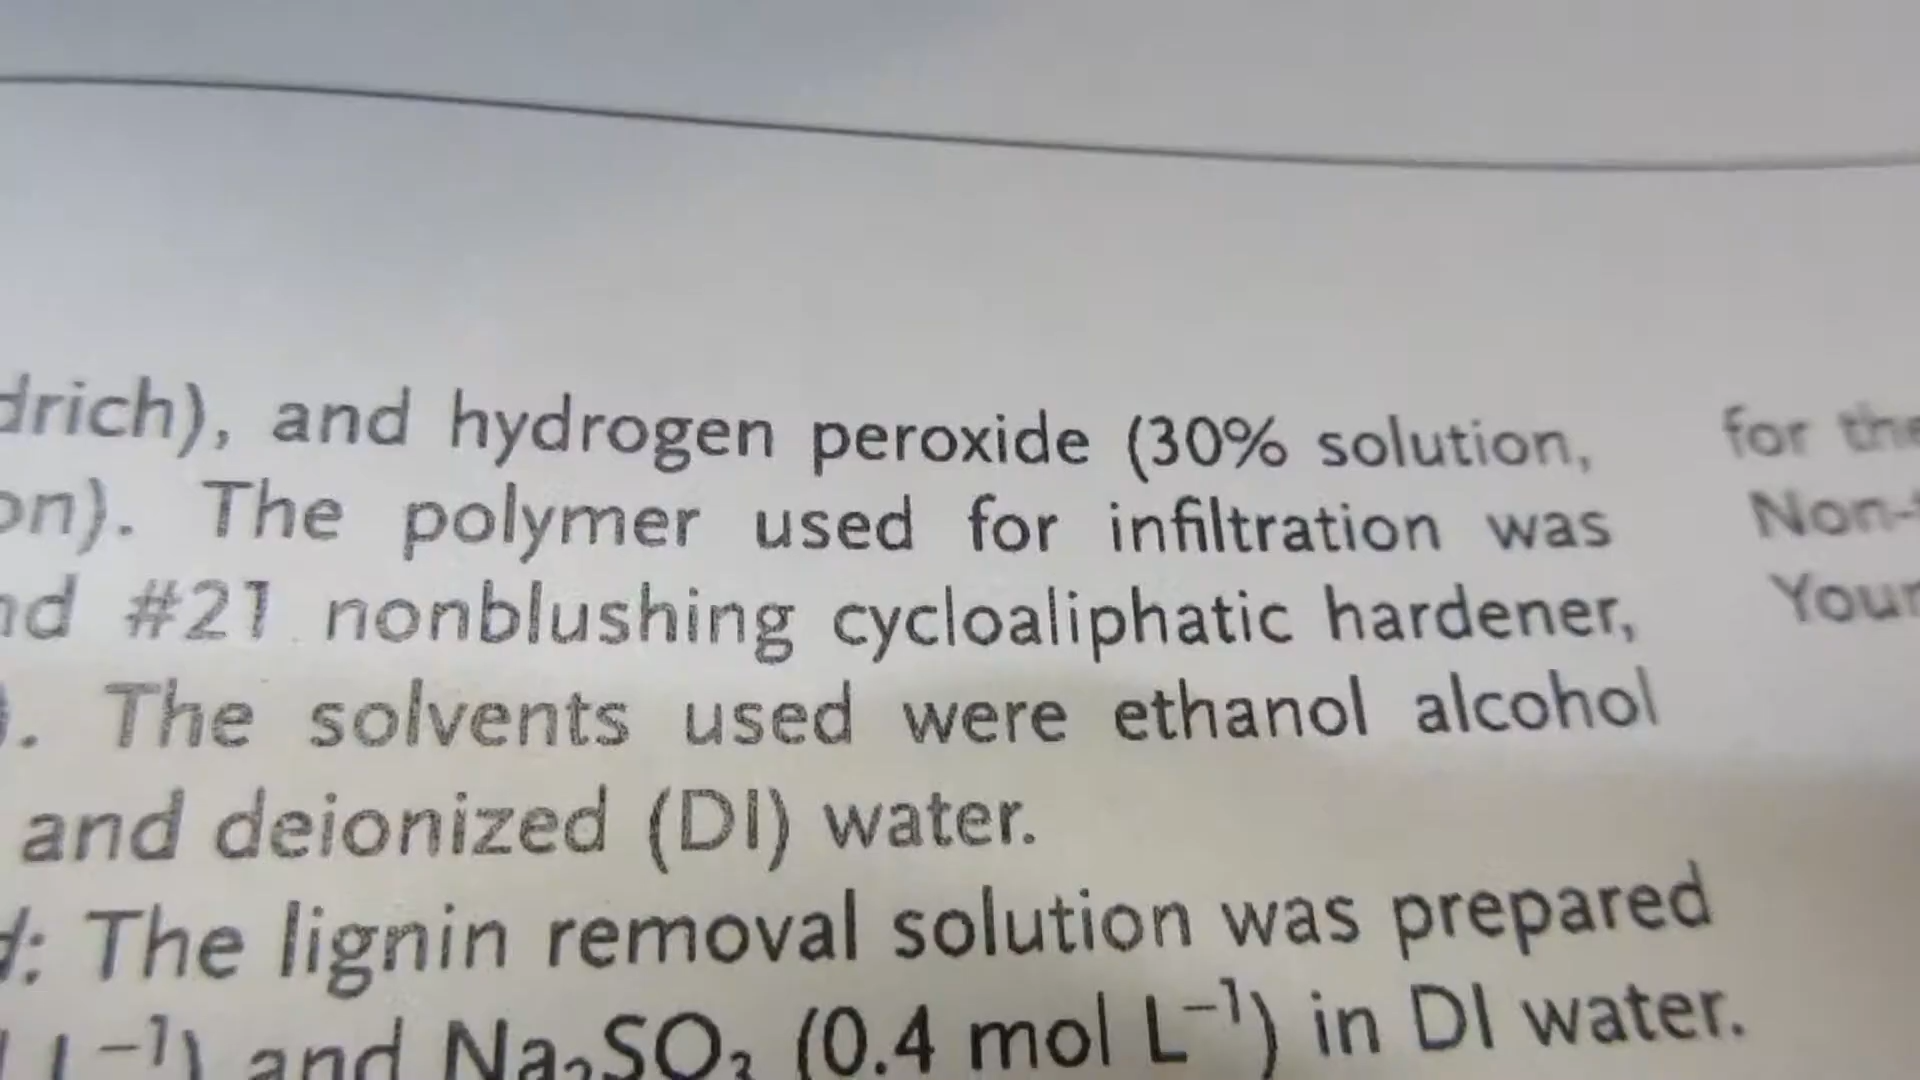 drich), and hydrogen peroxide (30% solution,
on). The polymer used for infiltration was
nd #21 nonblushing cycloaliphatic hardener,
). The solvents used were ethanol alcohol
and deionized (DI) water.
d: The lignin removal solution was prepared
L⁻¹) and Na₂SO₃ (0.4 mol L⁻¹) in DI water.
for the
Non-
Your